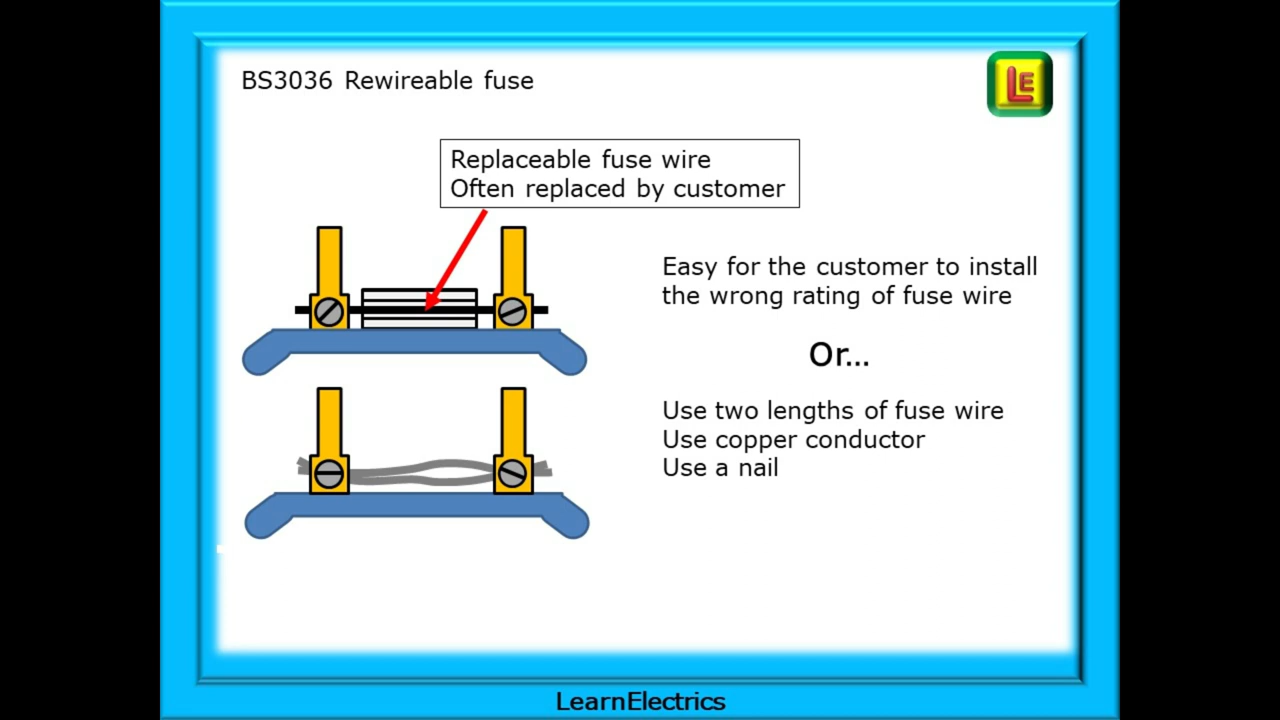 BS3036 Rewireable fuse
LE
Replaceable fuse wire
Often replaced by customer
Easy for the customer to install
the wrong rating of fuse wire
Or...
Use two lengths of fuse wire
Use copper conductor
Use a nail
LearnElectrics